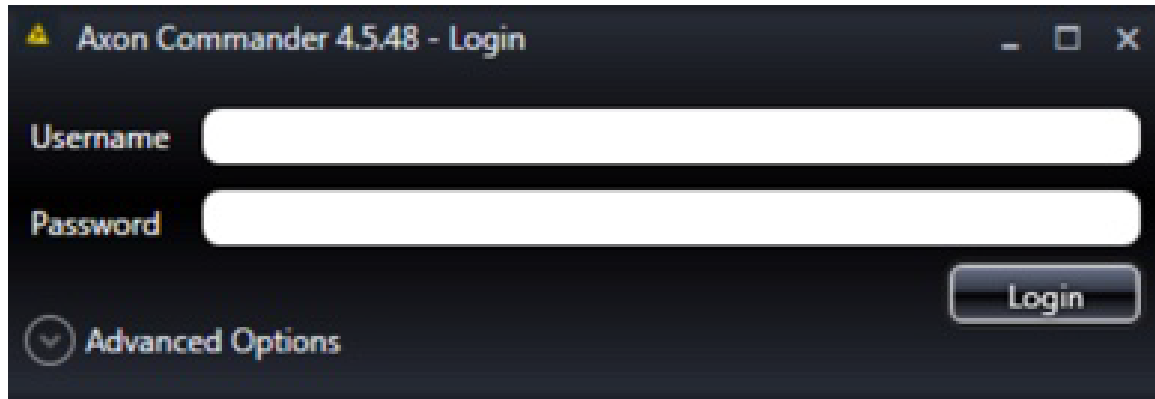 Axon Commander 4.5.48 - Login
Username
Password
Login
Advanced Options